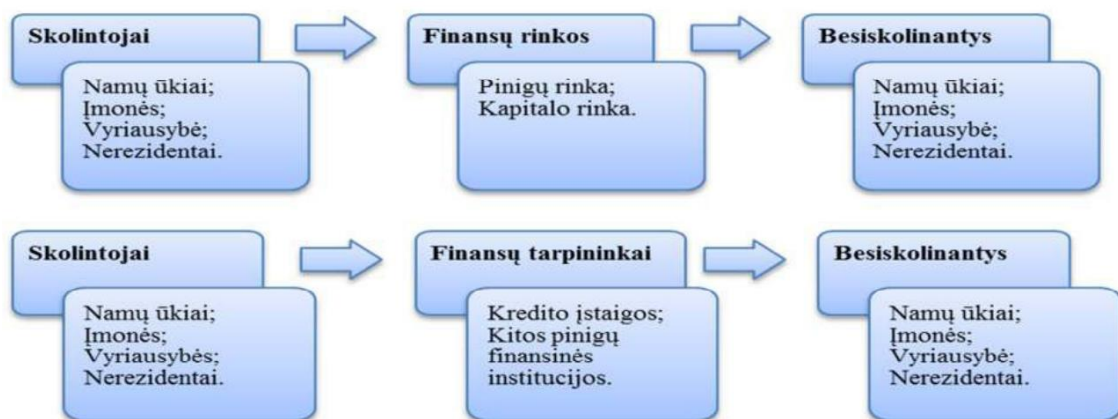 Skolintojai
Namų ūkiai;
Įmonės;
Vyriausybė;
Nerezidentai.
Finansų rinkos
Pinigų rinka;
Kapitalo rinka.
Besiskolinantys
Namų ūkiai;
Įmonės;
Vyriausybė;
Nerezidentai.
Skolintojai
Namų ūkiai;
Įmonės;
Vyriausybės;
Nerezidentai.
Finansų tarpininkai
Kredito įstaigos;
Kitos pinigų
finansinės
institucijos.
Besiskolinantys
Namų ūkiai;
Įmonės;
Vyriausybė;
Nerezidentai.